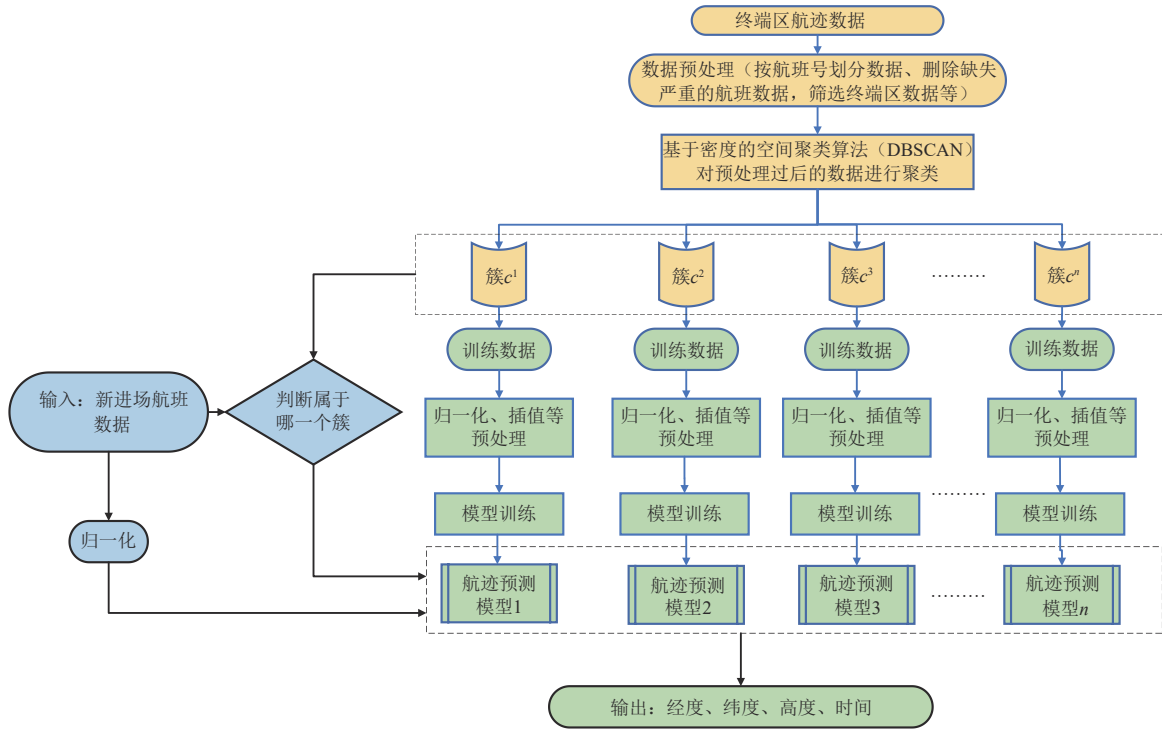 终端区航迹数据
数据预处理（按航班号划分数据、删除缺失
严重的航班数据，筛选终端区数据等）
基于密度的空间聚类算法（DBSCAN）
对预处理过后的数据进行聚类
簇c¹
簇c²
簇c³
………
簇cⁿ
训练数据
训练数据
训练数据
训练数据
输入：新进场航班
数据
判断属于
哪一个簇
归一化、插值等
预处理
归一化、插值等
预处理
归一化、插值等
预处理
归一化、插值等
预处理
模型训练
模型训练
模型训练
………
模型训练
归一化
航迹预测
模型1
航迹预测
模型2
航迹预测
模型3
………
航迹预测
模型n
输出：经度、纬度、高度、时间